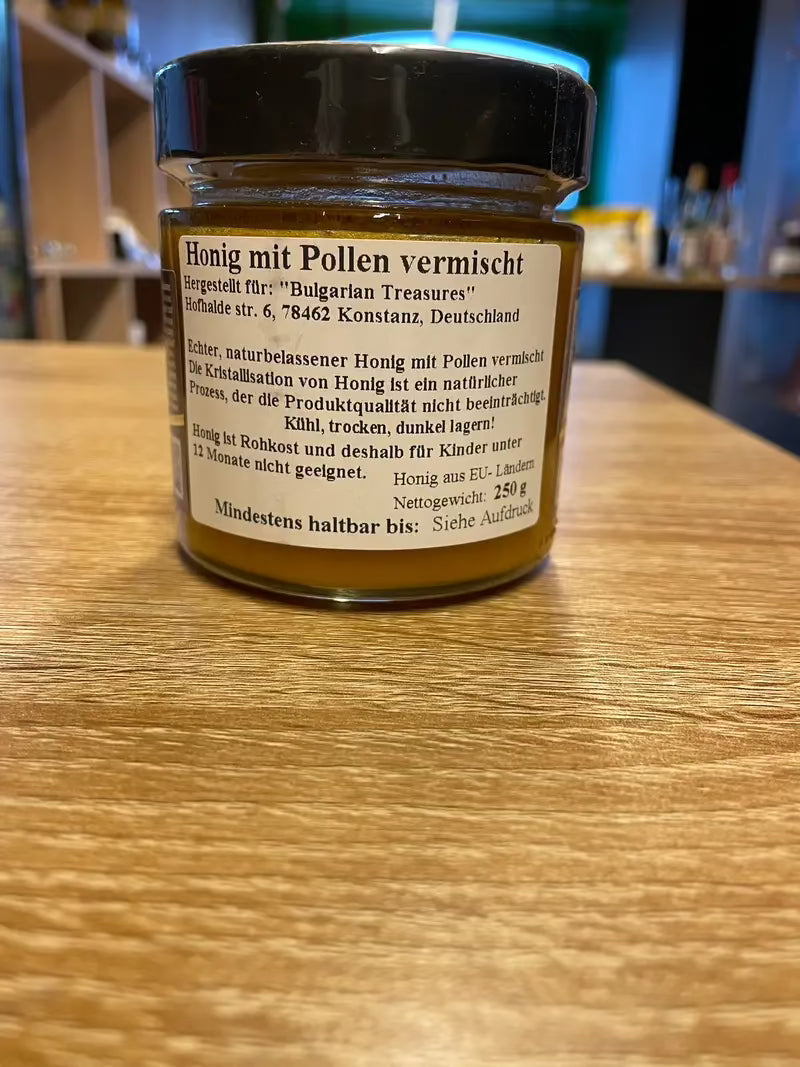 Honig mit Pollen vermischt
Hergestellt für: "Bulgarian Treasures"
Hofhalde str. 6, 78462 Konstanz, Deutschland
Echter, naturbelassener Honig mit Pollen vermischt
Die Kristallisation von Honig ist ein natürlicher
Prozess, der die Produktqualität nicht beeinträchtigt.
Kühl, trocken, dunkel lagern!
Honig ist Rohkost und deshalb für Kinder unter
12 Monate nicht geeignet.
Honig aus EU- Ländern
Nettogewicht: 250 g
Mindestens haltbar bis: Siehe Aufdruck